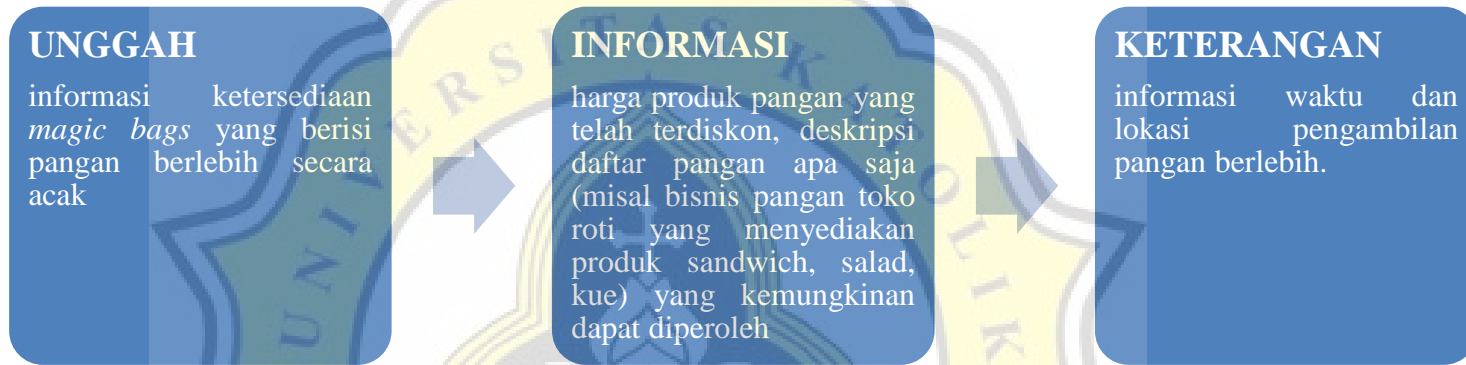 UNGGAH
informasi ketersediaan
magic bags yang berisi
pangan berlebih secara
acak
INFORMASI
harga produk pangan yang
telah terdiskon, deskripsi
daftar pangan apa saja
(misal bisnis pangan toko
roti yang menyediakan
produk sandwich, salad,
kue) yang kemungkinan
dapat diperoleh
KETERANGAN
informasi waktu dan
lokasi pengambilan
pangan berlebih.
UNIVERSITAS KATOLIK